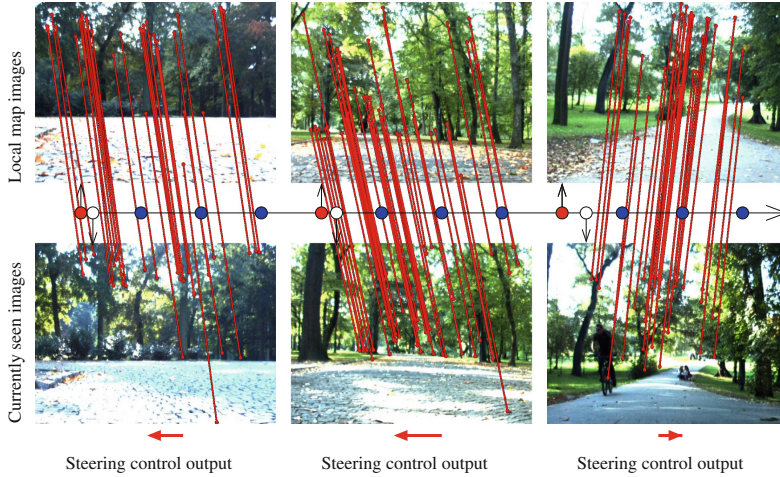 Local map images
Currently seen images
Steering control output
Steering control output
Steering control output